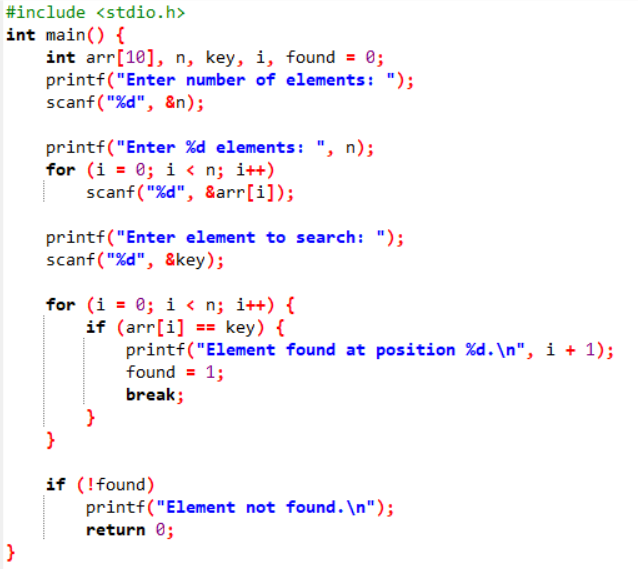 #include <stdio.h>
int main() {
    int arr[10], n, key, i, found = 0;
    printf("Enter number of elements: ");
    scanf("%d", &n);

    printf("Enter %d elements: ", n);
    for (i = 0; i < n; i++)
        scanf("%d", &arr[i]);

    printf("Enter element to search: ");
    scanf("%d", &key);

    for (i = 0; i < n; i++) {
        if (arr[i] == key) {
            printf("Element found at position %d.\n", i + 1);
            found = 1;
            break;
        }
    }

    if (!found)
        printf("Element not found.\n");
        return 0;
}